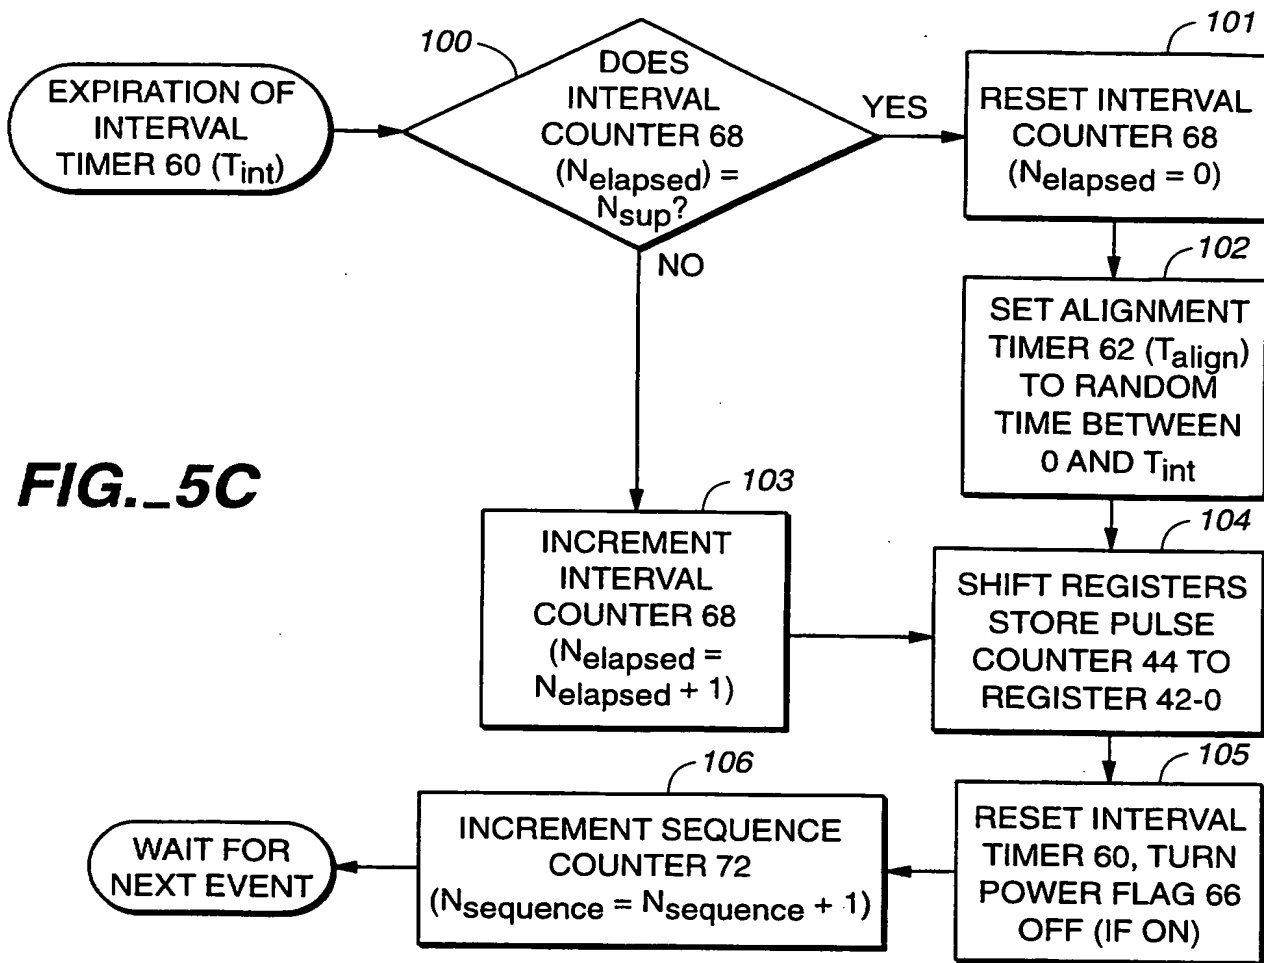 EXPIRATION OF
INTERVAL
TIMER 60 (Tint)
100
DOES
INTERVAL
COUNTER 68
(Nelapsed) =
Nsup?
YES
NO
101
RESET INTERVAL
COUNTER 68
(Nelapsed = 0)
102
SET ALIGNMENT
TIMER 62 (Talign)
TO RANDOM
TIME BETWEEN
0 AND Tint
FIG._5C
103
INCREMENT
INTERVAL
COUNTER 68
(Nelapsed =
Nelapsed + 1)
104
SHIFT REGISTERS
STORE PULSE
COUNTER 44 TO
REGISTER 42-0
105
RESET INTERVAL
TIMER 60, TURN
POWER FLAG 66
OFF (IF ON)
106
INCREMENT SEQUENCE
COUNTER 72
(Nsequence = Nsequence + 1)
WAIT FOR
NEXT EVENT